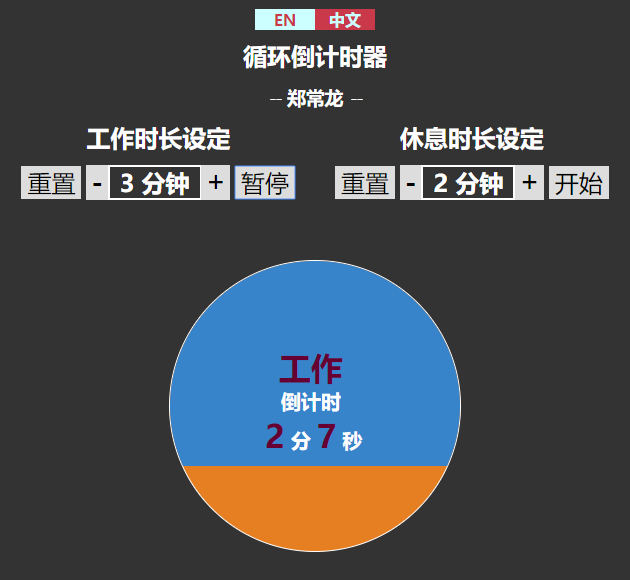 EN 中文
循环倒计时器
-- 郑常龙 --
工作时长设定 休息时长设定
重置 - 3 分钟 + 暂停 重置 - 2 分钟 + 开始
工作
倒计时
2 分 7 秒